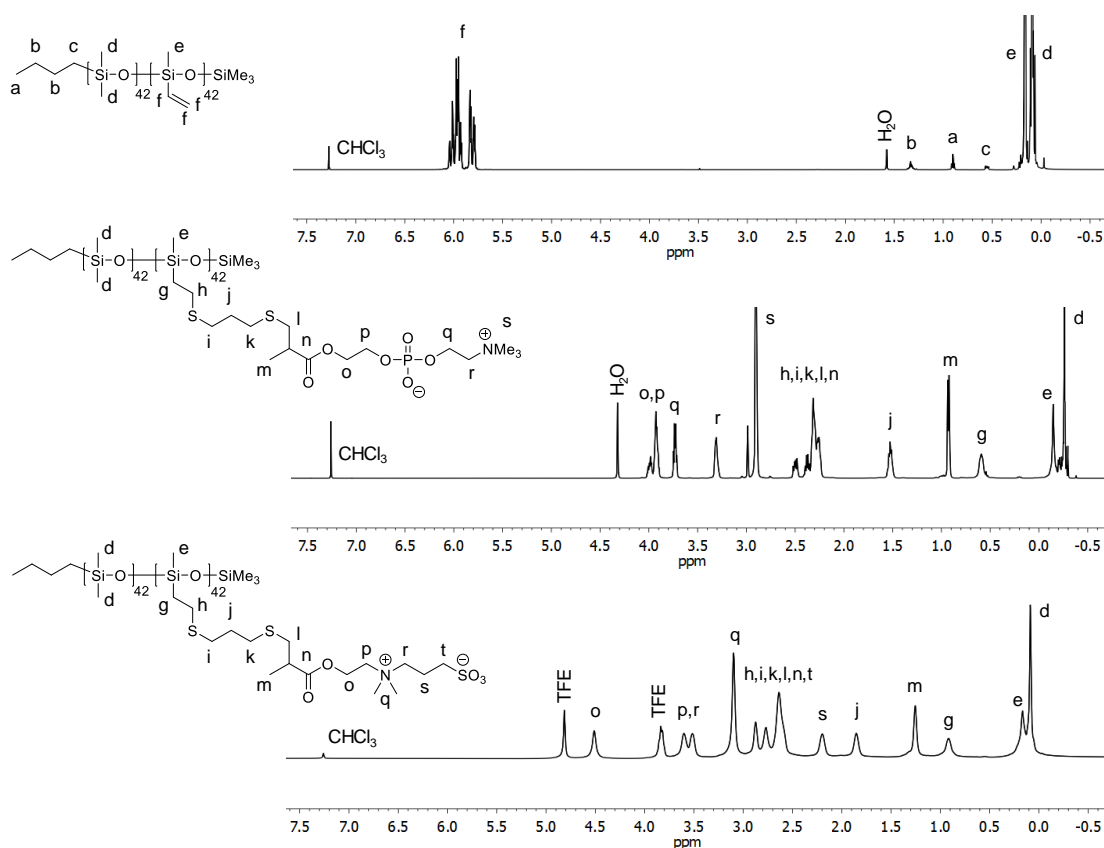 b c d e
Si O Si O SiMe3
a b d 42 f f 42
f
f
e d
CHCl3
H2O
b a c
7.5 7.0 6.5 6.0 5.5 5.0 4.5 4.0 3.5 3.0 2.5 2.0 1.5 1.0 0.5 0.0 -0.5
ppm
d e
Si O Si O SiMe3
d 42 42
g h j
S S l
i k n O p O P O O q ⊕ s
NMe3
m O o O⊖ r
CHCl3
H2O
o,p q r s h,i,k,l,n j m g e d
7.5 7.0 6.5 6.0 5.5 5.0 4.5 4.0 3.5 3.0 2.5 2.0 1.5 1.0 0.5 0.0 -0.5
ppm
d e
Si O Si O SiMe3
d 42 42
g h j
S S l
i k n O p ⊕ N r t ⊖
SO3
m O o q s
CHCl3
TFE o TFE p,r q h,i,k,l,n,t s j m g e d
7.5 7.0 6.5 6.0 5.5 5.0 4.5 4.0 3.5 3.0 2.5 2.0 1.5 1.0 0.5 0.0 -0.5
ppm